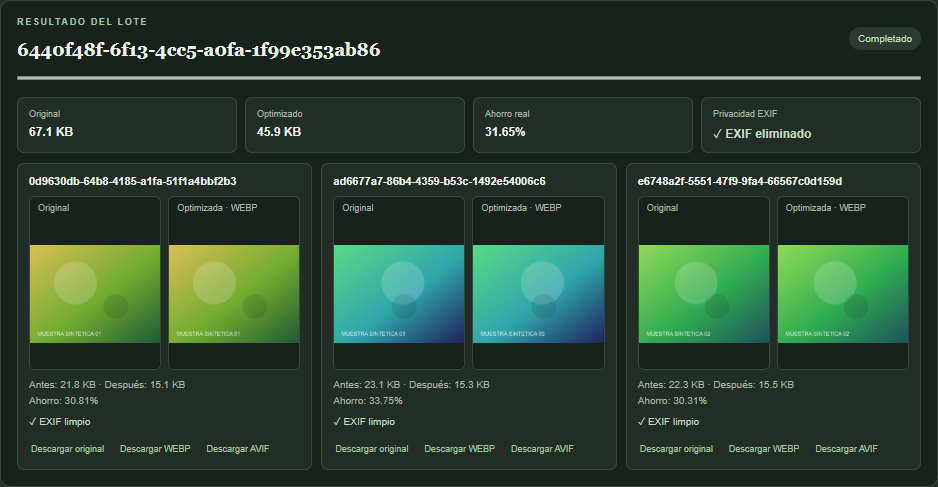 RESULTADO DEL LOTE
6440f48f-6f13-4cc5-a0fa-1f99e353ab86
Completado
Original
67.1 KB
Optimizado
45.9 KB
Ahorro real
31.65%
Privacidad EXIF
✓ EXIF eliminado
0d9630db-64b8-4185-a1fa-51f1a4bbf2b3
Original
Optimizada · WEBP
MUESTRA SINTETICA 01
MUESTRA SINTETICA 01
Antes: 21.8 KB · Después: 15.1 KB
Ahorro: 30.81%
✓ EXIF limpio
Descargar original
Descargar WEBP
Descargar AVIF
ad6677a7-86b4-4359-b53c-1492e54006c6
Original
Optimizada · WEBP
MUESTRA SINTETICA 03
MUESTRA SINTETICA 03
Antes: 23.1 KB · Después: 15.3 KB
Ahorro: 33.75%
✓ EXIF limpio
Descargar original
Descargar WEBP
Descargar AVIF
e6748a2f-5551-47f9-9fa4-66567c0d159d
Original
Optimizada · WEBP
MUESTRA SINTETICA 02
MUESTRA SINTETICA 02
Antes: 22.3 KB · Después: 15.5 KB
Ahorro: 30.31%
✓ EXIF limpio
Descargar original
Descargar WEBP
Descargar AVIF